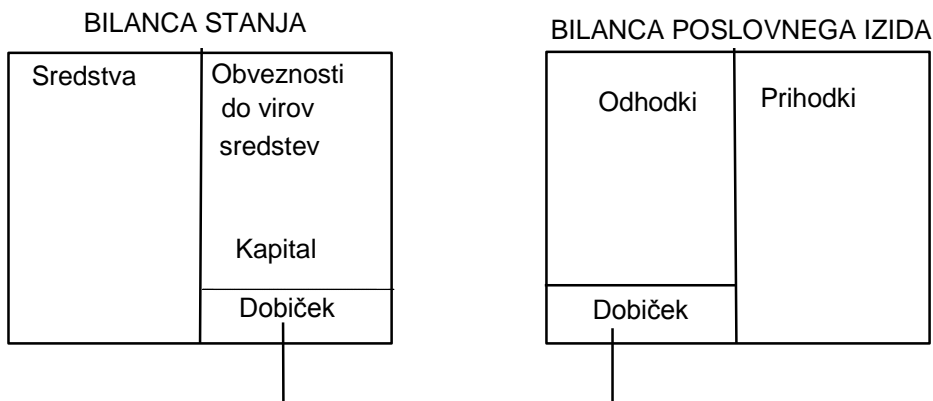 BILANCA STANJA
Sredstva
Obveznosti
do virov
sredstev
Kapital
Dobiček
BILANCA POSLOVNEGA IZIDA
Odhodki
Prihodki
Dobiček